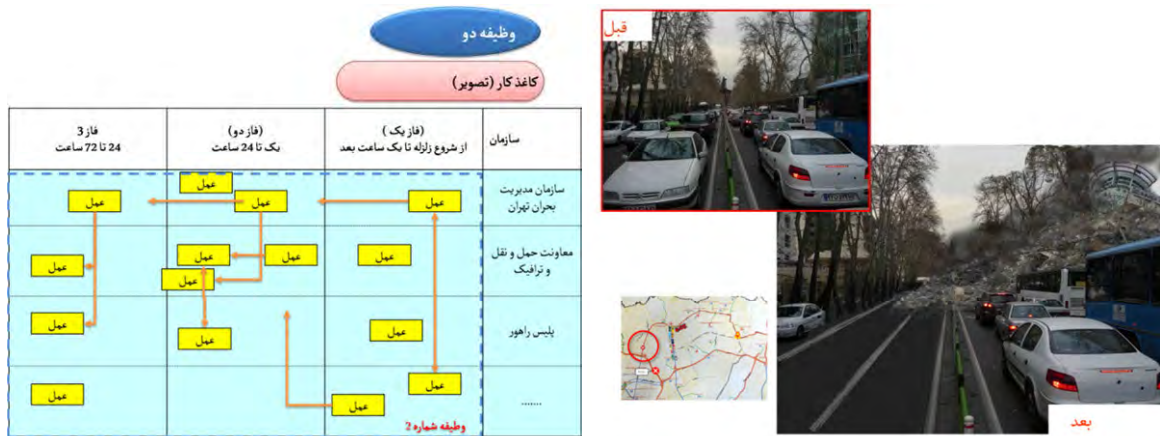 وظیفه دو
کاغذ کار (تصویر)
سازمان
(فاز یک )
از شروع زلزله تا یک ساعت بعد
(فاز دو)
یک تا 24 ساعت
فاز 3
24 تا 72 ساعت
سازمان مدیریت
بحران تهران
عمل
عمل
عمل
عمل
معاونت حمل و نقل
و ترافیک
عمل
عمل
عمل
عمل
عمل
پلیس راهور
عمل
عمل
عمل
.......
عمل
عمل
عمل
وظیفه شماره 2
قبل
بعد